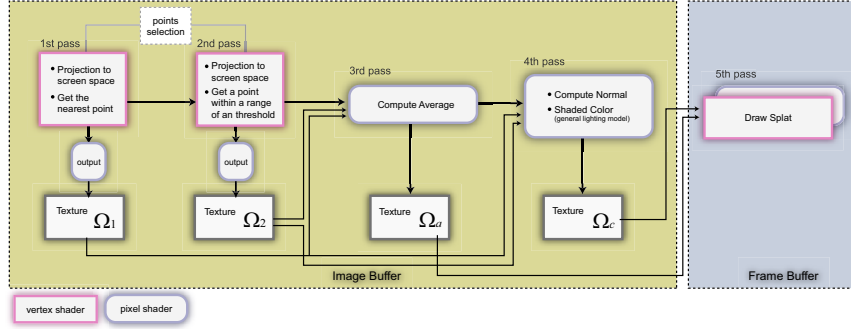 points
selection
1st pass
2nd pass
3rd pass
4th pass
5th pass
• Projection to
screen space
• Get the
nearest point
• Projection to
screen space
• Get a point
within a range
of an threshold
Compute Average
• Compute Normal
• Shaded Color
(general lighting model)
Draw Splat
output
output
Texture Ω1
Texture Ω2
Texture Ωa
Texture Ωc
Image Buffer
Frame Buffer
vertex shader
pixel shader